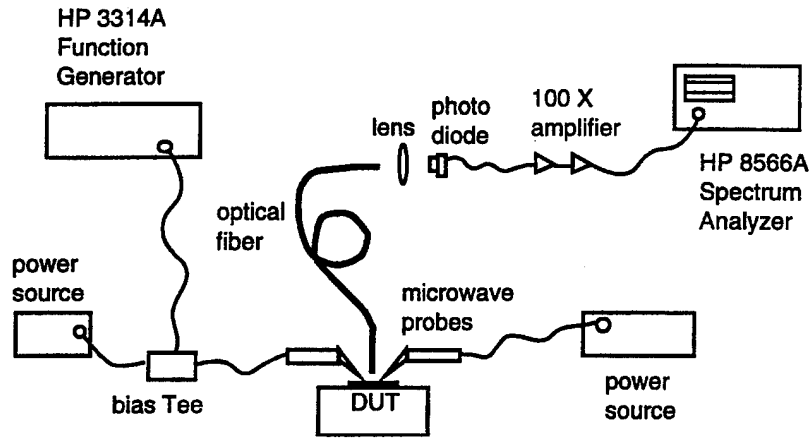 HP 3314A
Function
Generator
lens
photo
diode
100 X
amplifier
HP 8566A
Spectrum
Analyzer
optical
fiber
power
source
microwave
probes
bias Tee
DUT
power
source